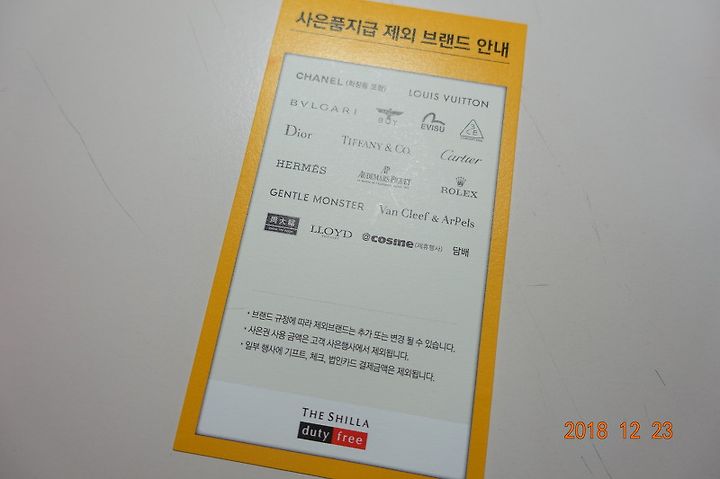 사은품지급 제외 브랜드 안내
CHANEL (화장품 포함) LOUIS VUITTON
BVLGARI BOY EVISU 3CE
Dior TIFFANY & CO. Cartier
HERMÈS AP AUDEMARS PIGUET ROLEX
GENTLE MONSTER Van Cleef & Arpels
周大福 LLOYD @cosme (제휴행사) 담배
* 브랜드 규정에 따라 제외브랜드는 추가 또는 변경 될 수 있습니다.
* 사은권 사용 금액은 고객 사은행사에서 제외됩니다.
* 일부 행사에 기프트, 체크, 법인카드 결제금액은 제외됩니다.
THE SHILLA
duty free
2018 12 23